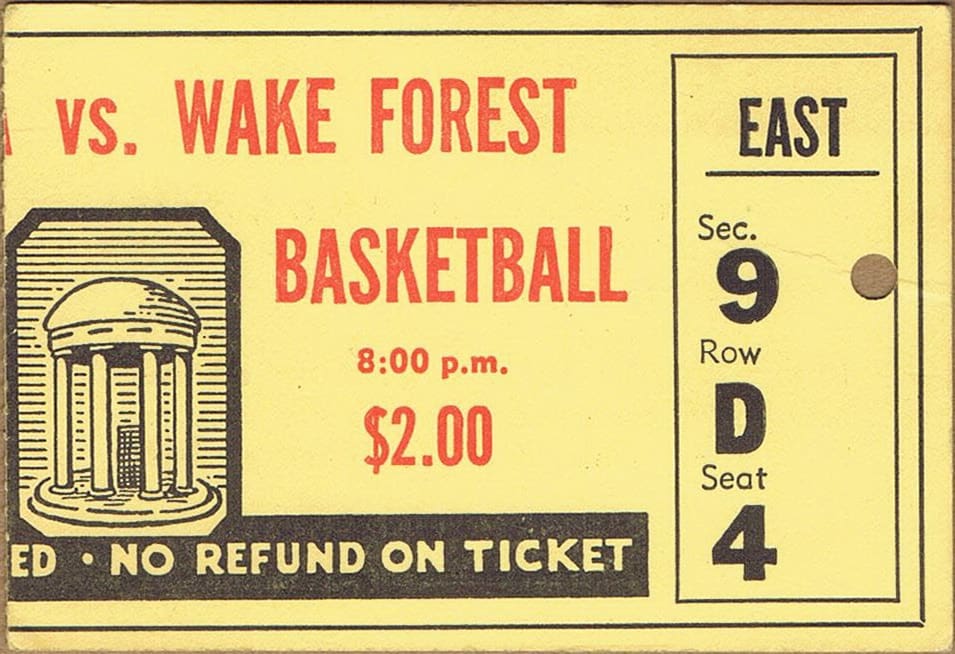 vs. WAKE FOREST
BASKETBALL
8:00 p.m.
$2.00
ED • NO REFUND ON TICKET
EAST
Sec.
9
Row
D
Seat
4